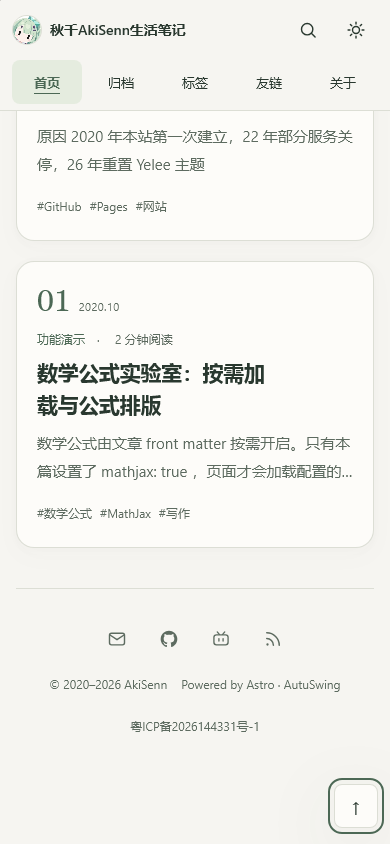 秋千AkiSenn生活笔记
首页 归档 标签 友链 关于
原因 2020 年本站第一次建立，22 年部分服务关
停，26 年重置 Yelee 主题
#GitHub #Pages #网站
01 2020.10
功能演示 · 2 分钟阅读
数学公式实验室：按需加
载与公式排版
数学公式由文章 front matter 按需开启。只有本
篇设置了 mathjax: true ，页面才会加载配置的...
#数学公式 #MathJax #写作
© 2020–2026 AkiSenn Powered by Astro · AutuSwing
粤ICP备2026144331号-1
↑